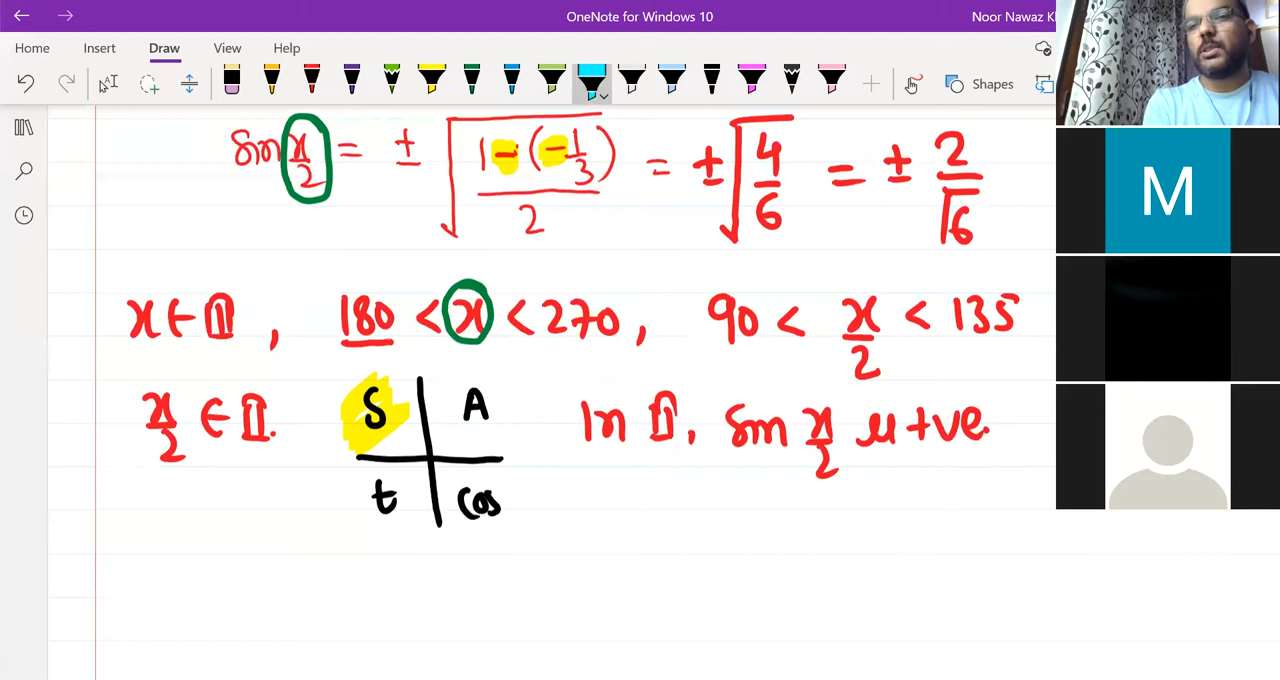 OneNote for Windows 10
Noor Nawaz Kh
Home Insert Draw View Help
Shapes
sin x/2 = ± √((1 - (-1/3))/2) = ± √(4/6) = ± 2/√6
M
x ∈ III, 180 < x < 270, 90 < x/2 < 135
x/2 ∈ II.
S A
t cos
In II, sin x/2 +ve.